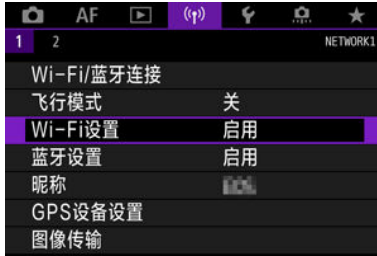 AF
1 2 NETWORK1
Wi-Fi/蓝牙连接
飞行模式 关
Wi-Fi设置 启用
蓝牙设置 启用
昵称
GPS设备设置
图像传输